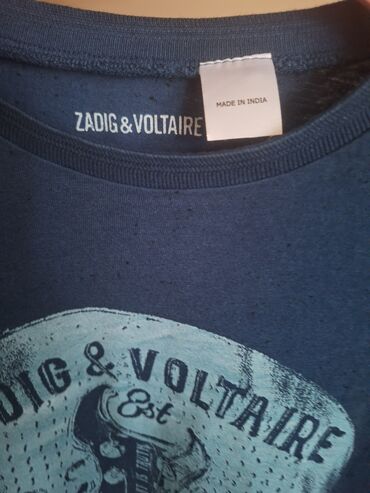 ZADIG & VOLTAIRE
MADE IN INDIA
DIG & VOLTAIRE
Est